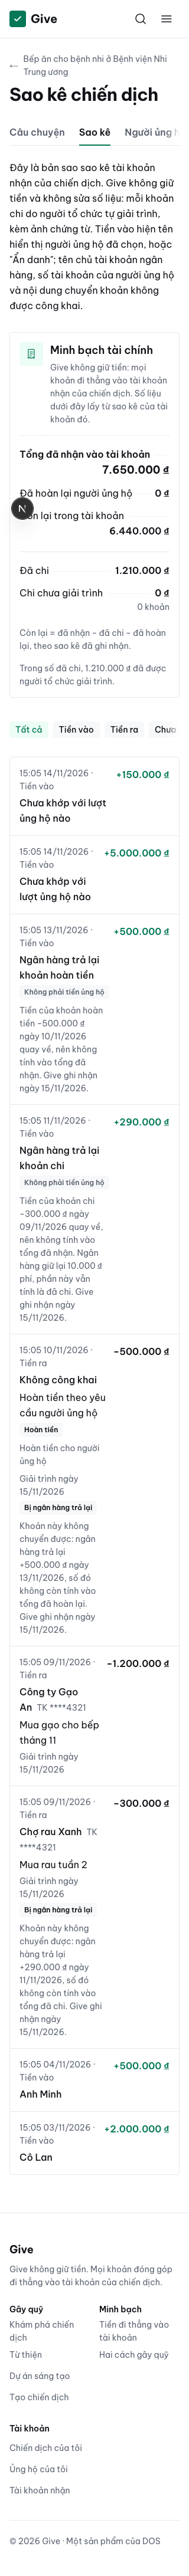 Give
Bếp ăn cho bệnh nhi ở Bệnh viện Nhi
Trung ương
Sao kê chiến dịch
Câu chuyện Sao kê Người ủng h
Đây là bản sao sao kê tài khoản
nhận của chiến dịch. Give không giữ
tiền và không sửa số liệu: mỗi khoản
chi do người tổ chức tự giải trình,
kèm ảnh chứng từ. Tiền vào hiện tên
hiển thị người ủng hộ đã chọn, hoặc
"Ẩn danh"; tên chủ tài khoản ngân
hàng, số tài khoản của người ủng hộ
và nội dung chuyển khoản không
được công khai.
Minh bạch tài chính
Give không giữ tiền: mọi
khoản đi thẳng vào tài khoản
nhận của chiến dịch. Số liệu
dưới đây lấy từ sao kê của tài
khoản đó.
Tổng đã nhận vào tài khoản
7.650.000 ₫
Đã hoàn lại người ủng hộ 0 ₫
N
n lại trong tài khoản
6.440.000 ₫
Đã chi 1.210.000 ₫
Chi chưa giải trình 0 ₫
0 khoản
Còn lại = đã nhận − đã chi − đã hoàn
lại, theo sao kê đã ghi nhận.
Trong số đã chi, 1.210.000 ₫ đã được
người tổ chức giải trình.
Tất cả Tiền vào Tiền ra Chưa
15:05 14/11/2026 · +150.000 ₫
Tiền vào
Chưa khớp với lượt
ủng hộ nào
15:05 14/11/2026 · +5.000.000 ₫
Tiền vào
Chưa khớp với
lượt ủng hộ nào
15:05 13/11/2026 · +500.000 ₫
Tiền vào
Ngân hàng trả lại
khoản hoàn tiền
Không phải tiền ủng hộ
Tiền của khoản hoàn
tiền −500.000 ₫
ngày 10/11/2026
quay về, nên không
tính vào tổng đã
nhận. Give ghi nhận
ngày 15/11/2026.
15:05 11/11/2026 · +290.000 ₫
Tiền vào
Ngân hàng trả lại
khoản chi
Không phải tiền ủng hộ
Tiền của khoản chi
−300.000 ₫ ngày
09/11/2026 quay về,
nên không tính vào
tổng đã nhận. Ngân
hàng giữ lại 10.000 ₫
phí, phần này vẫn
tính là đã chi. Give
ghi nhận ngày
15/11/2026.
15:05 10/11/2026 · −500.000 ₫
Tiền ra
Không công khai
Hoàn tiền theo yêu
cầu người ủng hộ
Hoàn tiền
Hoàn tiền cho người
ủng hộ
Giải trình ngày
15/11/2026
Bị ngân hàng trả lại
Khoản này không
chuyển được: ngân
hàng trả lại
+500.000 ₫ ngày
13/11/2026, số đó
không còn tính vào
tổng đã hoàn lại.
Give ghi nhận ngày
15/11/2026.
15:05 09/11/2026 · −1.200.000 ₫
Tiền ra
Công ty Gạo
An TK ****4321
Mua gạo cho bếp
tháng 11
Giải trình ngày
15/11/2026
15:05 09/11/2026 · −300.000 ₫
Tiền ra
Chợ rau Xanh TK
****4321
Mua rau tuần 2
Giải trình ngày
15/11/2026
Bị ngân hàng trả lại
Khoản này không
chuyển được: ngân
hàng trả lại
+290.000 ₫ ngày
11/11/2026, số đó
không còn tính vào
tổng đã chi. Give ghi
nhận ngày
15/11/2026.
15:05 04/11/2026 · +500.000 ₫
Tiền vào
Anh Minh
15:05 03/11/2026 · +2.000.000 ₫
Tiền vào
Cô Lan
Give
Give không giữ tiền. Mọi khoản đóng góp
đi thẳng vào tài khoản của chiến dịch.
Gây quỹ Minh bạch
Khám phá chiến Tiền đi thẳng vào
dịch tài khoản
Từ thiện Hai cách gây quỹ
Dự án sáng tạo
Tạo chiến dịch
Tài khoản
Chiến dịch của tôi
Ủng hộ của tôi
Tài khoản nhận
© 2026 Give · Một sản phẩm của DOS